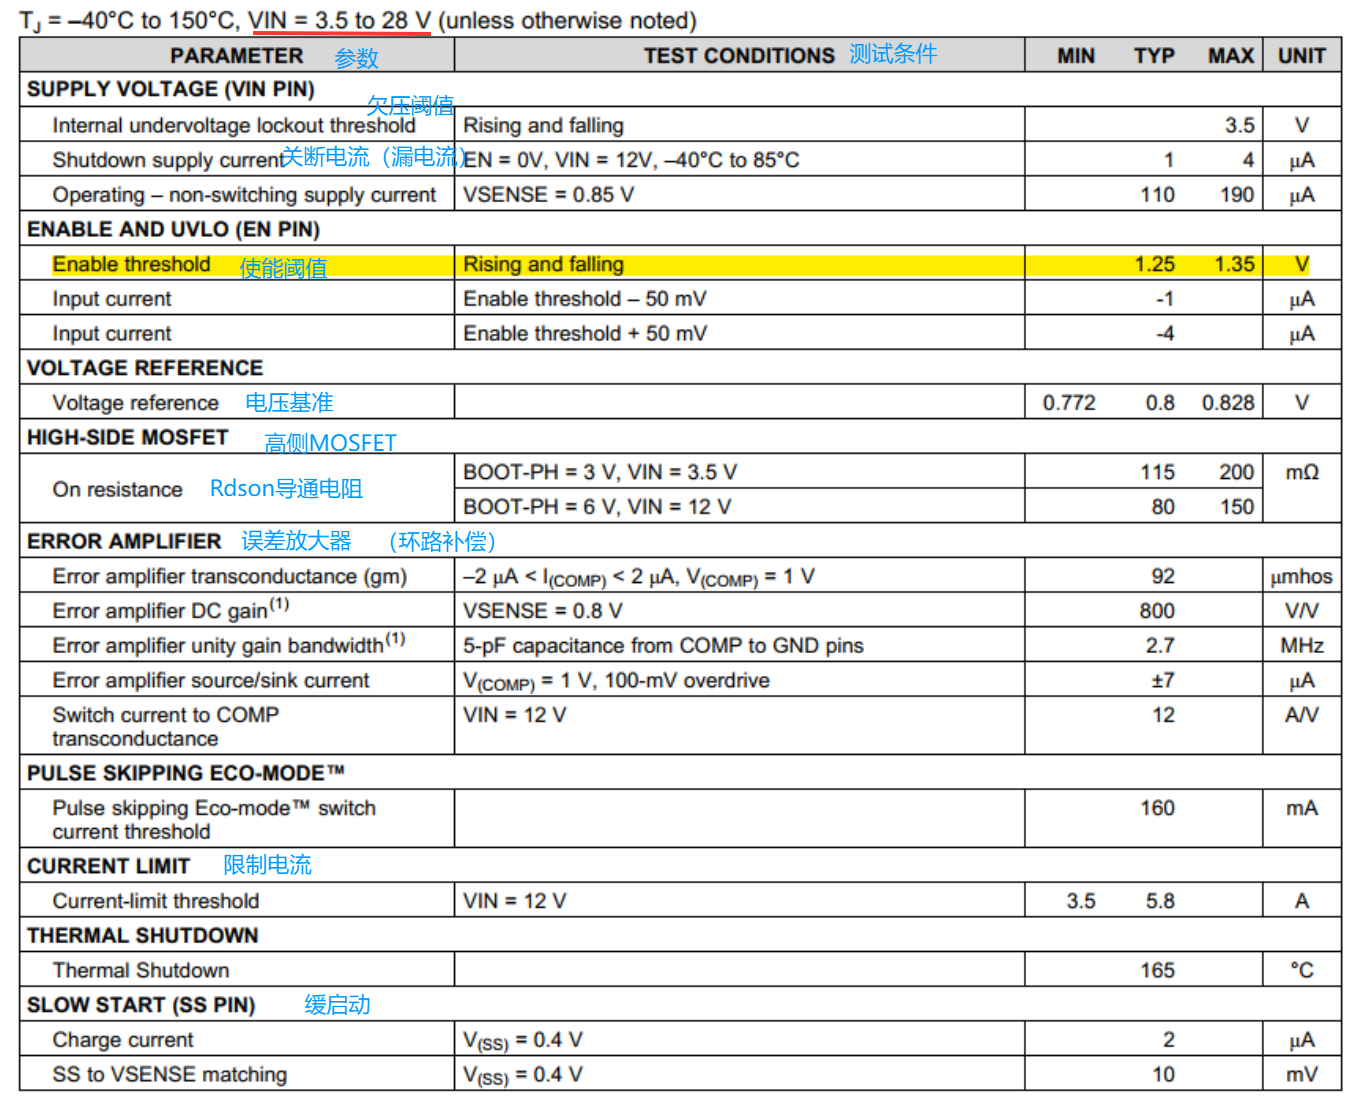 TJ = –40°C to 150°C, VIN = 3.5 to 28 V (unless otherwise noted)
PARAMETER 参数 TEST CONDITIONS 测试条件 MIN TYP MAX UNIT
SUPPLY VOLTAGE (VIN PIN)
欠压阈值
Internal undervoltage lockout threshold Rising and falling 3.5 V
Shutdown supply current 关断电流（漏电流） EN = 0V, VIN = 12V, –40°C to 85°C 1 4 μA
Operating – non-switching supply current VSENSE = 0.85 V 110 190 μA
ENABLE AND UVLO (EN PIN)
Enable threshold 使能阈值 Rising and falling 1.25 1.35 V
Input current Enable threshold – 50 mV -1 μA
Input current Enable threshold + 50 mV -4 μA
VOLTAGE REFERENCE
Voltage reference 电压基准 0.772 0.8 0.828 V
HIGH-SIDE MOSFET 高侧MOSFET
On resistance Rdson导通电阻 BOOT-PH = 3 V, VIN = 3.5 V 115 200 mΩ
BOOT-PH = 6 V, VIN = 12 V 80 150
ERROR AMPLIFIER 误差放大器 （环路补偿）
Error amplifier transconductance (gm) –2 μA < I(COMP) < 2 μA, V(COMP) = 1 V 92 μmhos
Error amplifier DC gain(1) VSENSE = 0.8 V 800 V/V
Error amplifier unity gain bandwidth(1) 5-pF capacitance from COMP to GND pins 2.7 MHz
Error amplifier source/sink current V(COMP) = 1 V, 100-mV overdrive ±7 μA
Switch current to COMP VIN = 12 V 12 A/V
transconductance
PULSE SKIPPING ECO-MODE™
Pulse skipping Eco-mode™ switch 160 mA
current threshold
CURRENT LIMIT 限制电流
Current-limit threshold VIN = 12 V 3.5 5.8 A
THERMAL SHUTDOWN
Thermal Shutdown 165 °C
SLOW START (SS PIN) 缓启动
Charge current V(SS) = 0.4 V 2 μA
SS to VSENSE matching V(SS) = 0.4 V 10 mV